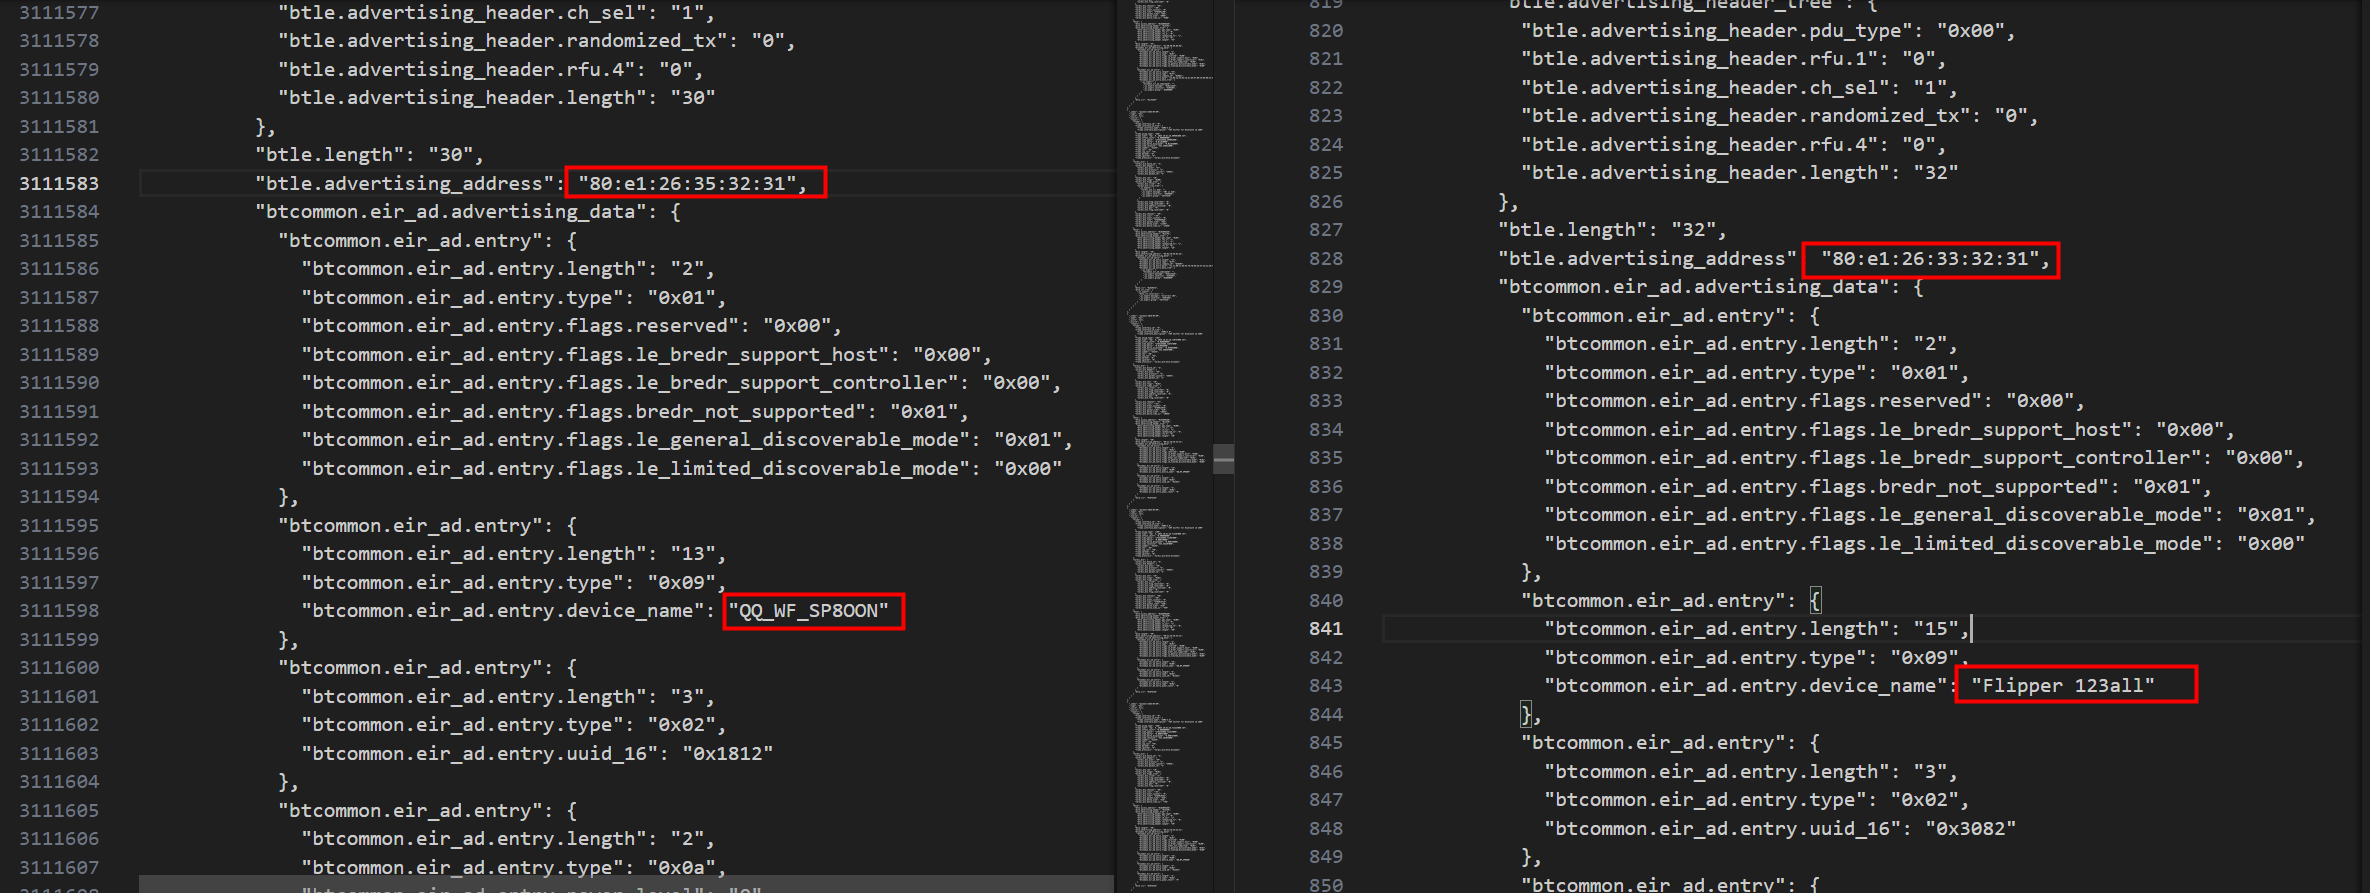 3111577 "btle.advertising_header.ch_sel": "1",
3111578 "btle.advertising_header.randomized_tx": "0",
3111579 "btle.advertising_header.rfu.4": "0",
3111580 "btle.advertising_header.length": "30"
3111581 },
3111582 "btle.length": "30",
3111583 "btle.advertising_address": "80:e1:26:35:32:31",
3111584 "btcommon.eir_ad.advertising_data": {
3111585 "btcommon.eir_ad.entry": {
3111586 "btcommon.eir_ad.entry.length": "2",
3111587 "btcommon.eir_ad.entry.type": "0x01",
3111588 "btcommon.eir_ad.entry.flags.reserved": "0x00",
3111589 "btcommon.eir_ad.entry.flags.le_bredr_support_host": "0x00",
3111590 "btcommon.eir_ad.entry.flags.le_bredr_support_controller": "0x00",
3111591 "btcommon.eir_ad.entry.flags.bredr_not_supported": "0x01",
3111592 "btcommon.eir_ad.entry.flags.le_general_discoverable_mode": "0x01",
3111593 "btcommon.eir_ad.entry.flags.le_limited_discoverable_mode": "0x00"
3111594 },
3111595 "btcommon.eir_ad.entry": {
3111596 "btcommon.eir_ad.entry.length": "13",
3111597 "btcommon.eir_ad.entry.type": "0x09",
3111598 "btcommon.eir_ad.entry.device_name": "QQ_WF_SP8OON"
3111599 },
3111600 "btcommon.eir_ad.entry": {
3111601 "btcommon.eir_ad.entry.length": "3",
3111602 "btcommon.eir_ad.entry.type": "0x02",
3111603 "btcommon.eir_ad.entry.uuid_16": "0x1812"
3111604 },
3111605 "btcommon.eir_ad.entry": {
3111606 "btcommon.eir_ad.entry.length": "2",
3111607 "btcommon.eir_ad.entry.type": "0x0a",
3111608 "btcommon.eir_ad.entry.power_level": "0"
819 "btle.advertising_header_tree": {
820 "btle.advertising_header.pdu_type": "0x00",
821 "btle.advertising_header.rfu.1": "0",
822 "btle.advertising_header.ch_sel": "1",
823 "btle.advertising_header.randomized_tx": "0",
824 "btle.advertising_header.rfu.4": "0",
825 "btle.advertising_header.length": "32"
826 },
827 "btle.length": "32",
828 "btle.advertising_address" "80:e1:26:33:32:31",
829 "btcommon.eir_ad.advertising_data": {
830 "btcommon.eir_ad.entry": {
831 "btcommon.eir_ad.entry.length": "2",
832 "btcommon.eir_ad.entry.type": "0x01",
833 "btcommon.eir_ad.entry.flags.reserved": "0x00",
834 "btcommon.eir_ad.entry.flags.le_bredr_support_host": "0x00",
835 "btcommon.eir_ad.entry.flags.le_bredr_support_controller": "0x00",
836 "btcommon.eir_ad.entry.flags.bredr_not_supported": "0x01",
837 "btcommon.eir_ad.entry.flags.le_general_discoverable_mode": "0x01",
838 "btcommon.eir_ad.entry.flags.le_limited_discoverable_mode": "0x00"
839 },
840 "btcommon.eir_ad.entry": {
841 "btcommon.eir_ad.entry.length": "15",
842 "btcommon.eir_ad.entry.type": "0x09",
843 "btcommon.eir_ad.entry.device_name": "Flipper 123all"
844 },
845 "btcommon.eir_ad.entry": {
846 "btcommon.eir_ad.entry.length": "3",
847 "btcommon.eir_ad.entry.type": "0x02",
848 "btcommon.eir_ad.entry.uuid_16": "0x3082"
849 },
850 "btcommon.eir_ad.entry": {